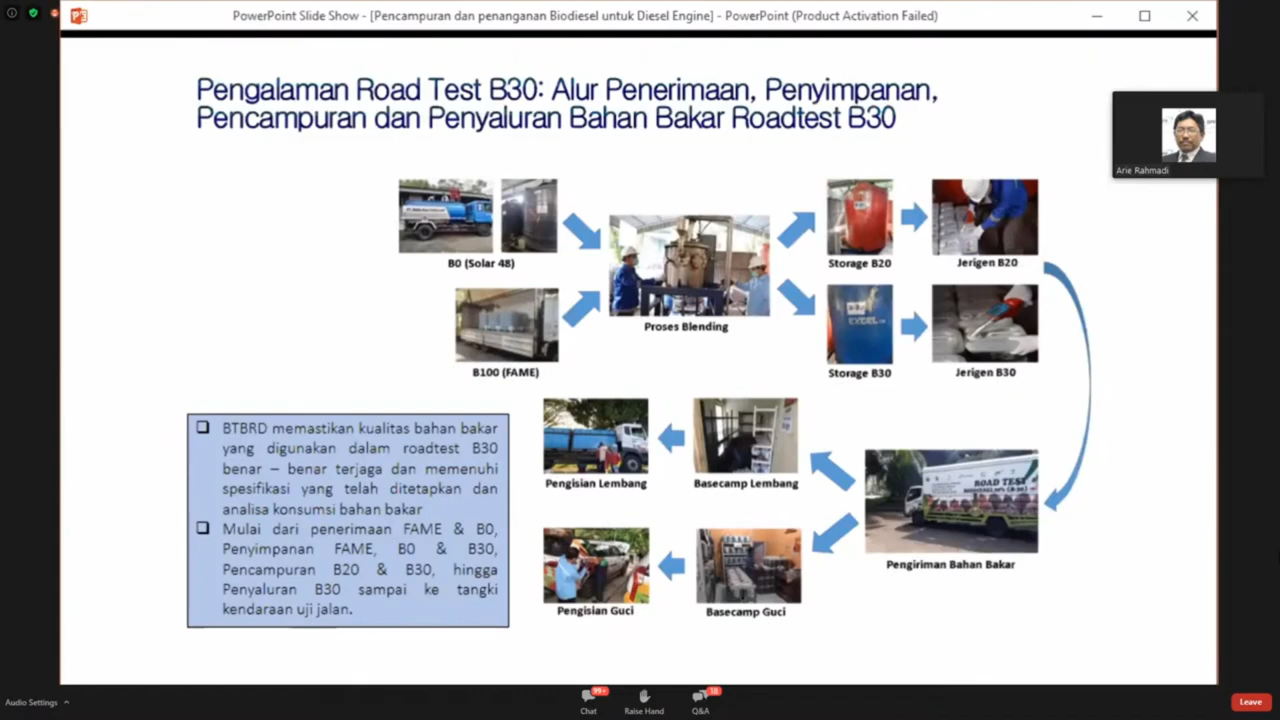 PowerPoint Slide Show - [Pencampuran dan penanganan Biodiesel untuk Diesel Engine] - PowerPoint (Product Activation Failed)
Pengalaman Road Test B30: Alur Penerimaan, Penyimpanan,
Pencampuran dan Penyaluran Bahan Bakar Roadtest B30
Arie Rahmadi
B0 (Solar 48)
B100 (FAME)
Proses Blending
Storage B20
Jerigen B20
EXCEL
Storage B30
Jerigen B30
BTBRD memastikan kualitas bahan bakar
yang digunakan dalam roadtest B30
benar – benar terjaga dan memenuhi
spesifikasi yang telah ditetapkan dan
analisa konsumsi bahan bakar
Mulai dari penerimaan FAME & B0,
Penyimpanan FAME, B0 & B30,
Pencampuran B20 & B30, hingga
Penyaluran B30 sampai ke tangki
kendaraan uji jalan.
Pengisian Lembang
Basecamp Lembang
ROAD TEST
Pengiriman Bahan Bakar
Pengisian Guci
Basecamp Guci
Audio Settings
99+
Chat
Raise Hand
18
Q&A
Leave